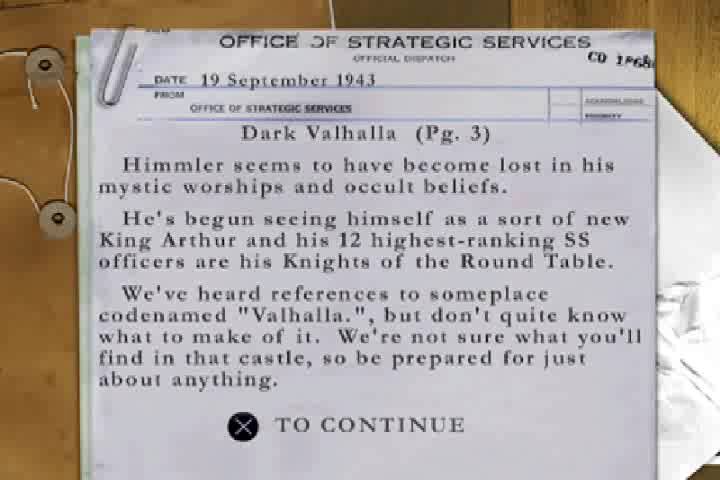 OFFICE OF STRATEGIC SERVICES
OFFICIAL DISPATCH
DATE 19 September 1943
FROM
OFFICE OF STRATEGIC SERVICES
ACKNOWLEDGE
PRIORITY
Dark Valhalla (Pg. 3)
Himmler seems to have become lost in his
mystic worships and occult beliefs.
He's begun seeing himself as a sort of new
King Arthur and his 12 highest-ranking SS
officers are his Knights of the Round Table.
We've heard references to someplace
codenamed "Valhalla.", but don't quite know
what to make of it. We're not sure what you'll
find in that castle, so be prepared for just
about anything.
TO CONTINUE